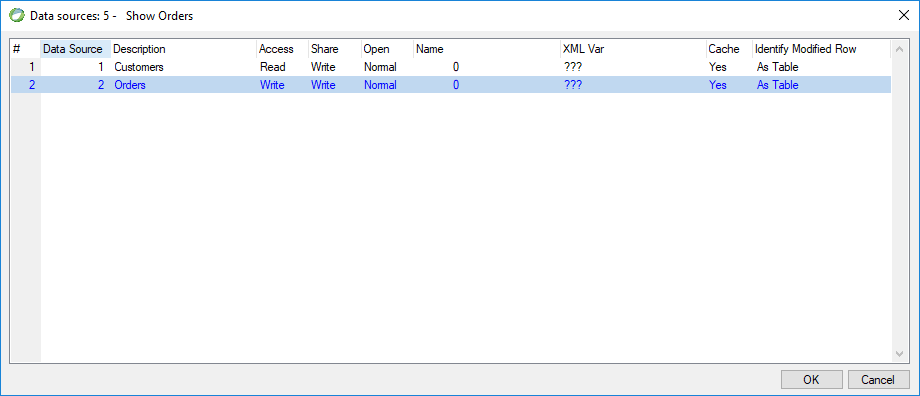 Data sources: 5 - Show Orders
# Data Source Description Access Share Open Name XML Var Cache Identify Modified Row
1 1 Customers Read Write Normal 0 ??? Yes As Table
2 2 Orders Write Write Normal 0 ??? Yes As Table
OK Cancel